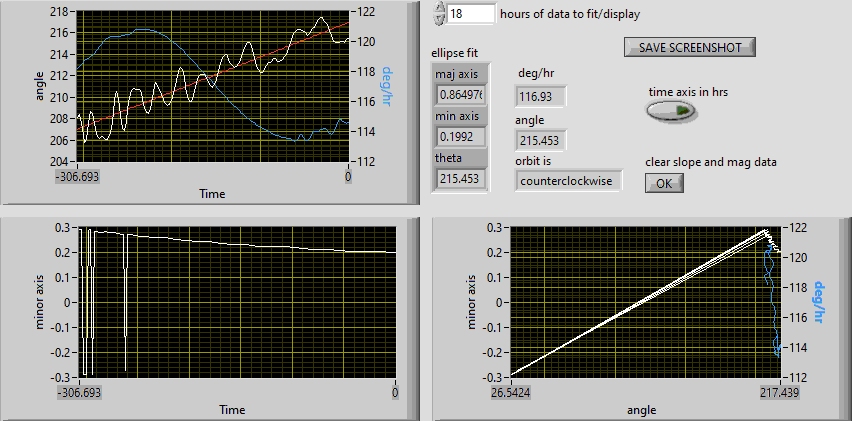 18 hours of data to fit/display
SAVE SCREENSHOT
218
216
214
212
210
208
206
204
angle
122
120
118
116
114
112
deg/hr
-306.693
0
Time
ellipse fit
maj axis
0.864976
min axis
0.1992
theta
215.453
deg/hr
116.93
angle
215.453
orbit is
counterclockwise
time axis in hrs
clear slope and mag data
OK
0.3
0.2
0.1
0
-0.1
-0.2
-0.3
minor axis
-306.693
0
Time
0.3
0.2
0.1
0
-0.1
-0.2
-0.3
minor axis
122
120
118
116
114
112
deg/hr
26.5424
217.439
angle